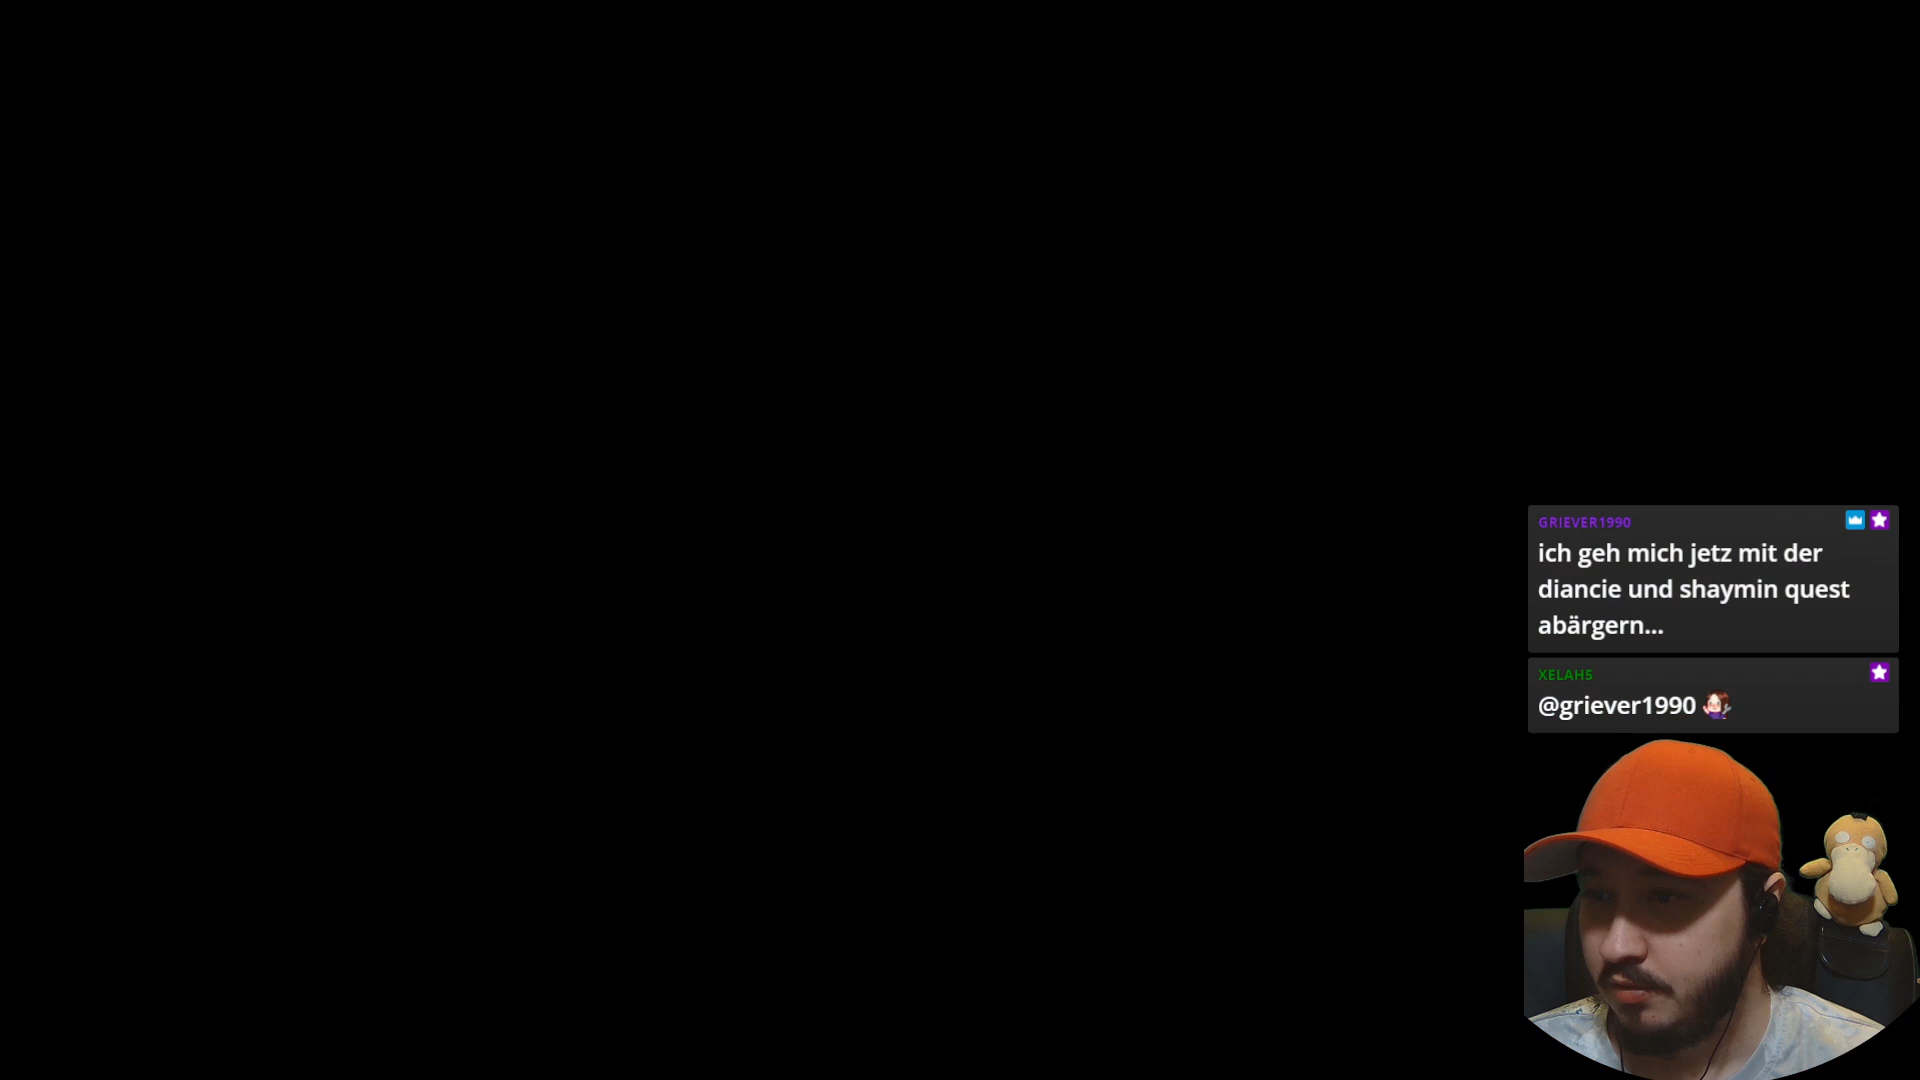 GRIEVER1990
ich geh mich jetz mit der
diancie und shaymin quest
abärgern...
XELAH5
@griever1990